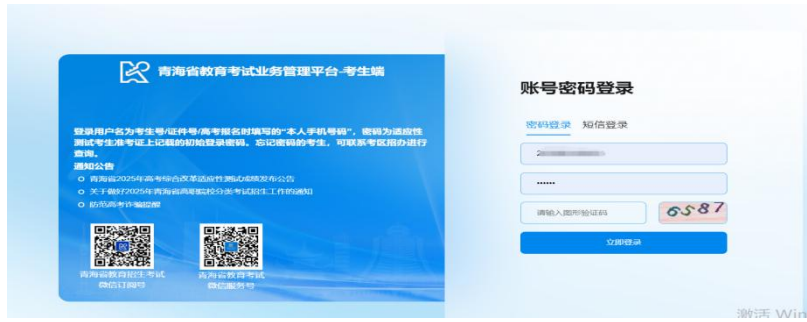 青海省教育考试业务管理平台-考生端
登录用户名为考生号/证件号/高考报名时填写的“本人手机号码”，密码为适应性
测试考生准考证上记载的初始登录密码。忘记密码的考生，可联系考区招办进行
查询。
通知公告
青海省2025年高考综合改革适应性测试成绩发布公告
关于做好2025年青海省高职院校分类考试招生工作的通知
防范高考诈骗提醒
青海省教育招生考试
微信订阅号
青海省教育考试
微信服务号
账号密码登录
密码登录 短信登录
······
请输入图形验证码 6587
立即登录
激活 Win